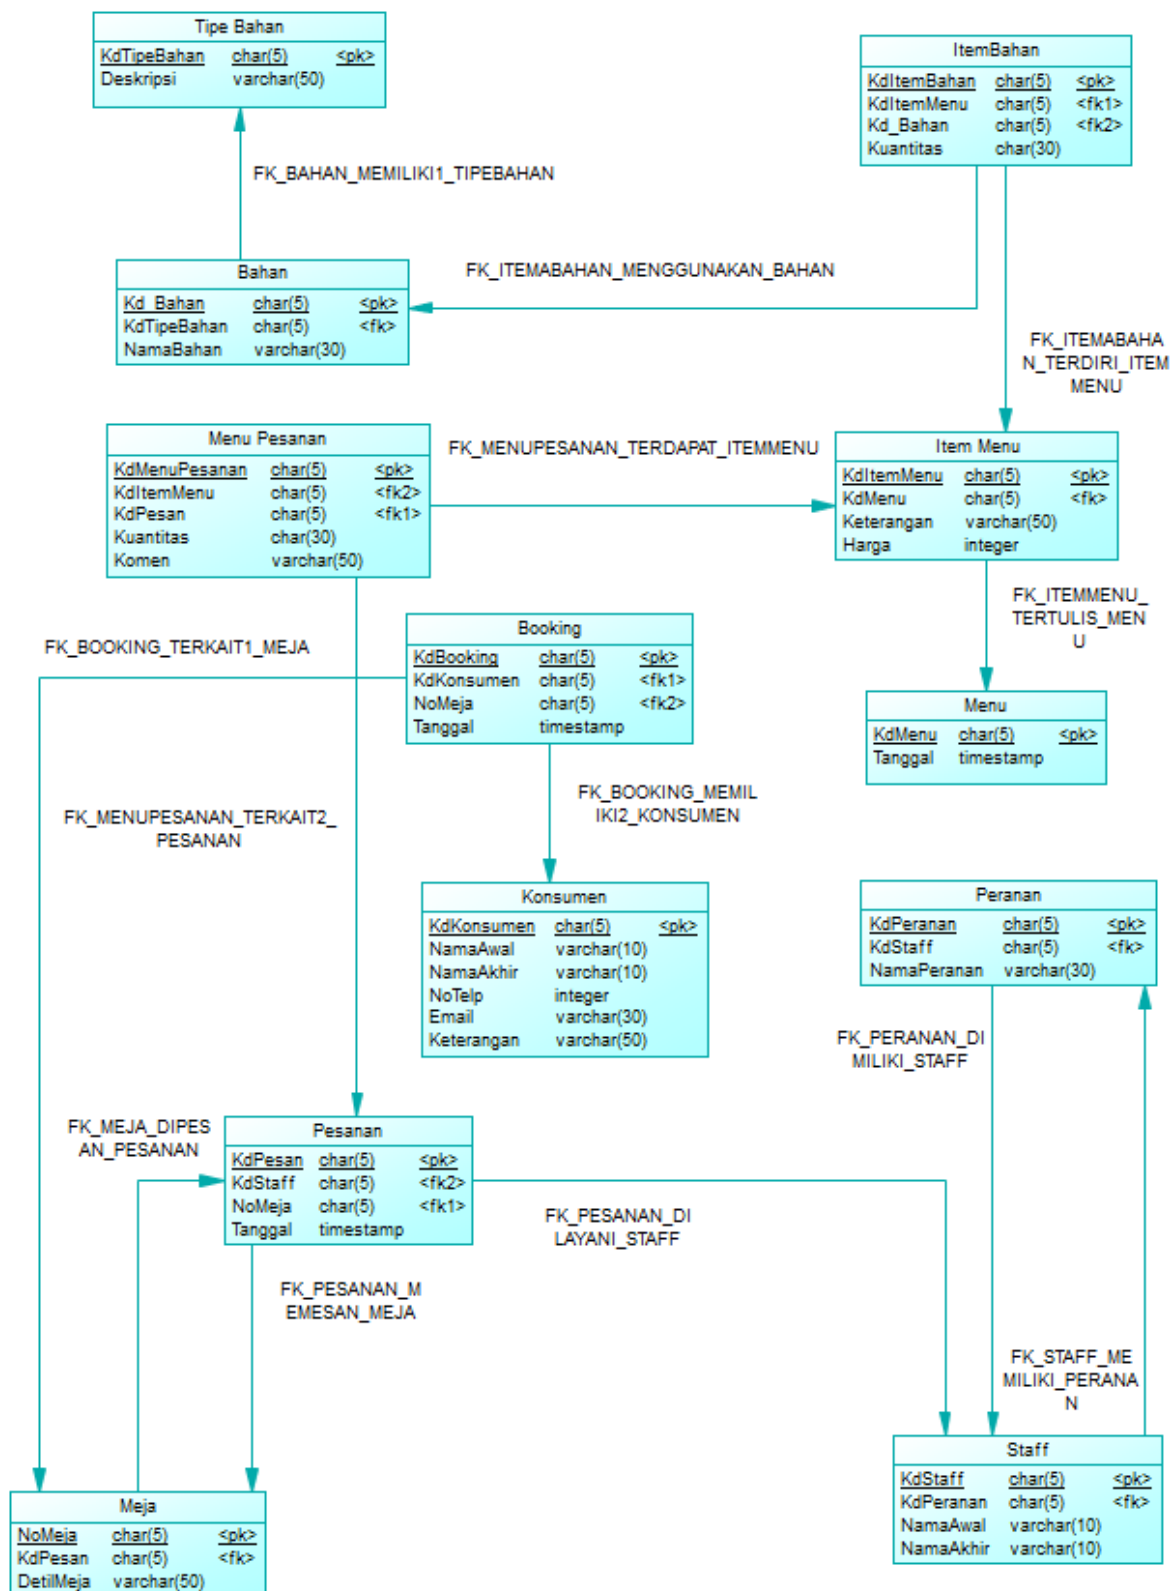 Tipe Bahan
KdTipeBahan char(5) <pk>
Deskripsi varchar(50)
ItemBahan
KdItemBahan char(5) <pk>
KdItemMenu char(5) <fk1>
Kd_Bahan char(5) <fk2>
Kuantitas char(30)
FK_BAHAN_MEMILIKI1_TIPEBAHAN
Bahan
Kd_Bahan char(5) <pk>
KdTipeBahan char(5) <fk>
NamaBahan varchar(30)
FK_ITEMABAHAN_MENGGUNAKAN_BAHAN
FK_ITEMABAHA
N_TERDIRI_ITEM
MENU
Menu Pesanan
KdMenuPesanan char(5) <pk>
KdItemMenu char(5) <fk2>
KdPesan char(5) <fk1>
Kuantitas char(30)
Komen varchar(50)
FK_MENUPESANAN_TERDAPAT_ITEMMENU
Item Menu
KdItemMenu char(5) <pk>
KdMenu char(5) <fk>
Keterangan varchar(50)
Harga integer
FK_ITEMMENU_
TERTULIS_MEN
U
FK_BOOKING_TERKAIT1_MEJA
Booking
KdBooking char(5) <pk>
KdKonsumen char(5) <fk1>
NoMeja char(5) <fk2>
Tanggal timestamp
Menu
KdMenu char(5) <pk>
Tanggal timestamp
FK_MENUPESANAN_TERKAIT2_
PESANAN
FK_BOOKING_MEMIL
IKI2_KONSUMEN
Konsumen
KdKonsumen char(5) <pk>
NamaAwal varchar(10)
NamaAkhir varchar(10)
NoTelp integer
Email varchar(30)
Keterangan varchar(50)
Peranan
KdPeranan char(5) <pk>
KdStaff char(5) <fk>
NamaPeranan varchar(30)
FK_PERANAN_DI
MILIKI_STAFF
FK_MEJA_DIPES
AN_PESANAN
Pesanan
KdPesan char(5) <pk>
KdStaff char(5) <fk2>
NoMeja char(5) <fk1>
Tanggal timestamp
FK_PESANAN_DI
LAYANI_STAFF
FK_PESANAN_M
EMESAN_MEJA
FK_STAFF_ME
MILIKI_PERANA
N
Staff
KdStaff char(5) <pk>
KdPeranan char(5) <fk>
NamaAwal varchar(10)
NamaAkhir varchar(10)
Meja
NoMeja char(5) <pk>
KdPesan char(5) <fk>
DetilMeja varchar(50)